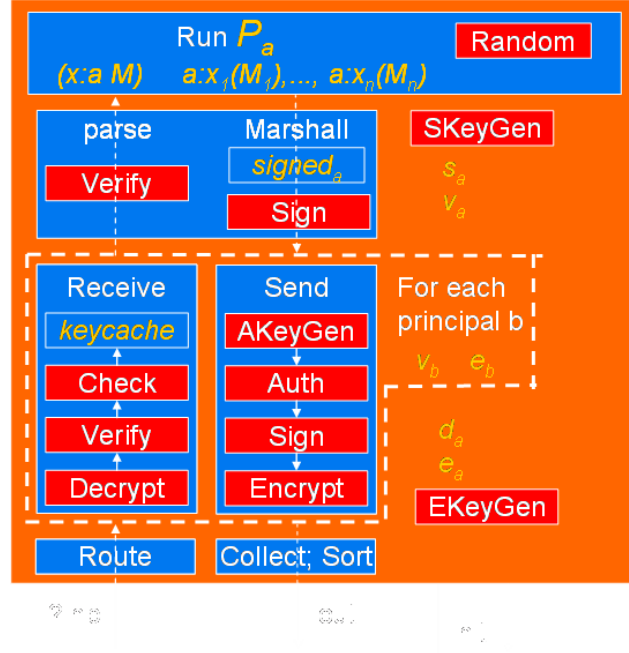 Run P_a
Random
(x:a M) a:x_1(M_1),..., a:x_n(M_n)
parse
Marshall
SKeyGen
signed_a
Verify
Sign
s_a
v_a
Receive
Send
For each
principal b
keycache
AKeyGen
v_b e_b
Check
Auth
Verify
Sign
d_a
e_a
Decrypt
Encrypt
EKeyGen
Route
Collect; Sort